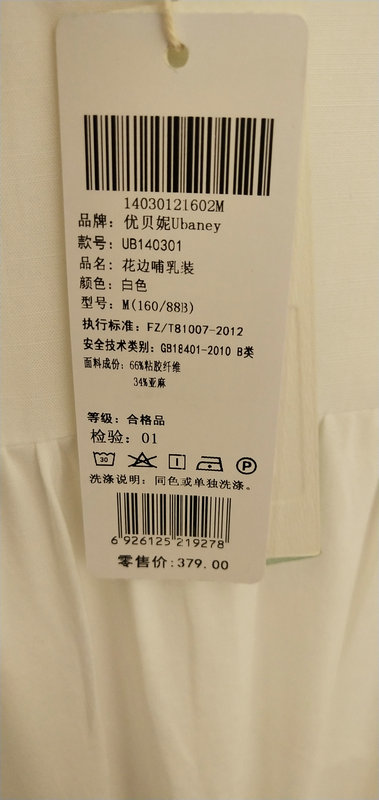 14030121602M
品牌：优贝妮Ubaney
款号：UB140301
品名：花边哺乳装
颜色：白色
型号：M(160/88B)
执行标准：FZ/T81007-2012
安全技术类别：GB18401-2010 B类
面料成份：66%粘胶纤维
34%亚麻
等级：合格品
检验：01
30
P
洗涤说明：同色或单独洗涤。
6 926125 219278
零售价:379.00